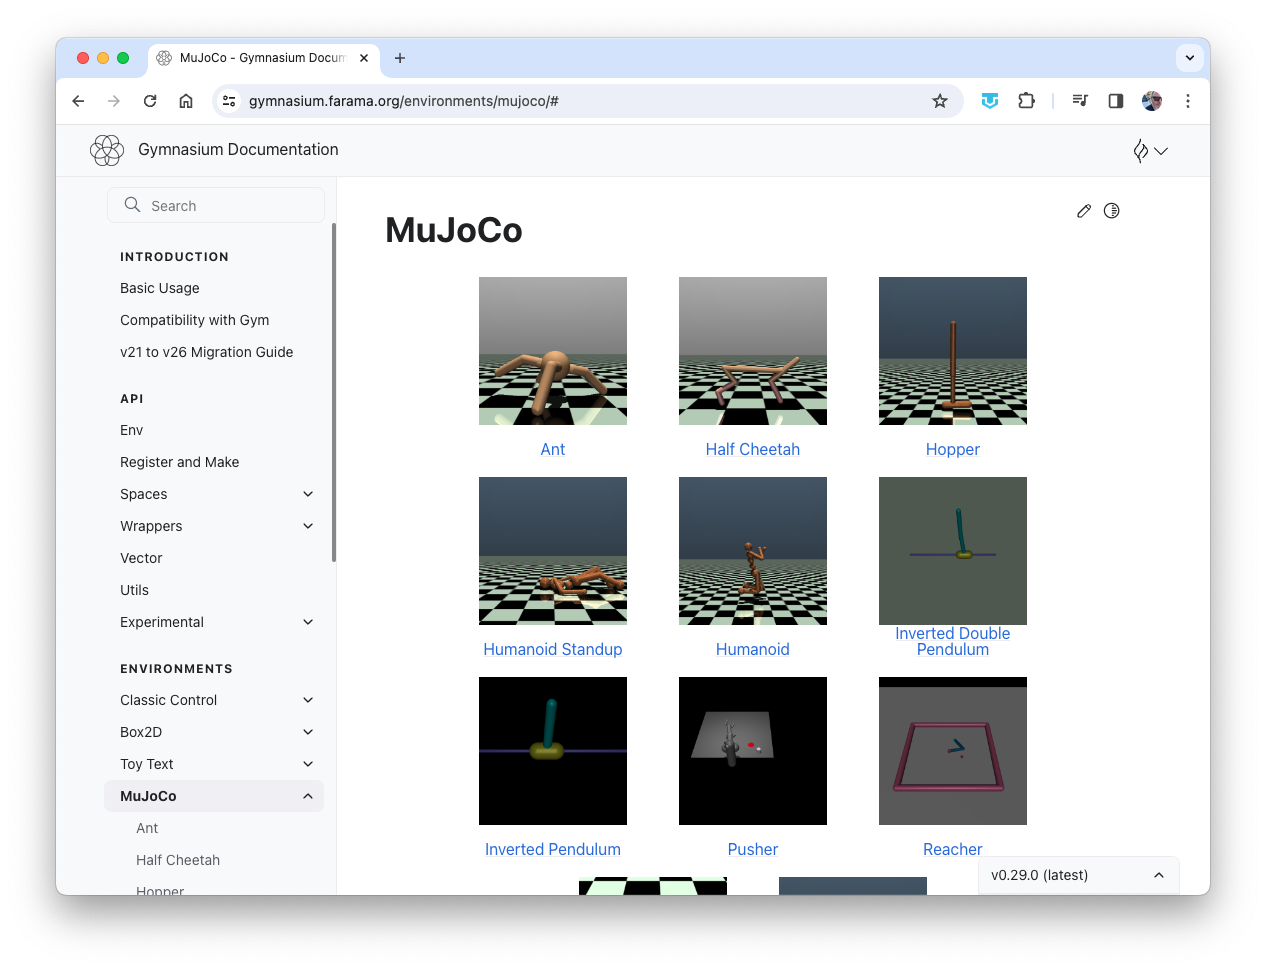 MuJoCo - Gymnasium Docum
gymnasium.farama.org/environments/mujoco/#
Gymnasium Documentation
Search
INTRODUCTION
Basic Usage
Compatibility with Gym
v21 to v26 Migration Guide
API
Env
Register and Make
Spaces
Wrappers
Vector
Utils
Experimental
ENVIRONMENTS
Classic Control
Box2D
Toy Text
MuJoCo
Ant
Half Cheetah
Hopper
MuJoCo
Ant
Half Cheetah
Hopper
Humanoid Standup
Humanoid
Inverted Double
Pendulum
Inverted Pendulum
Pusher
Reacher
v0.29.0 (latest)